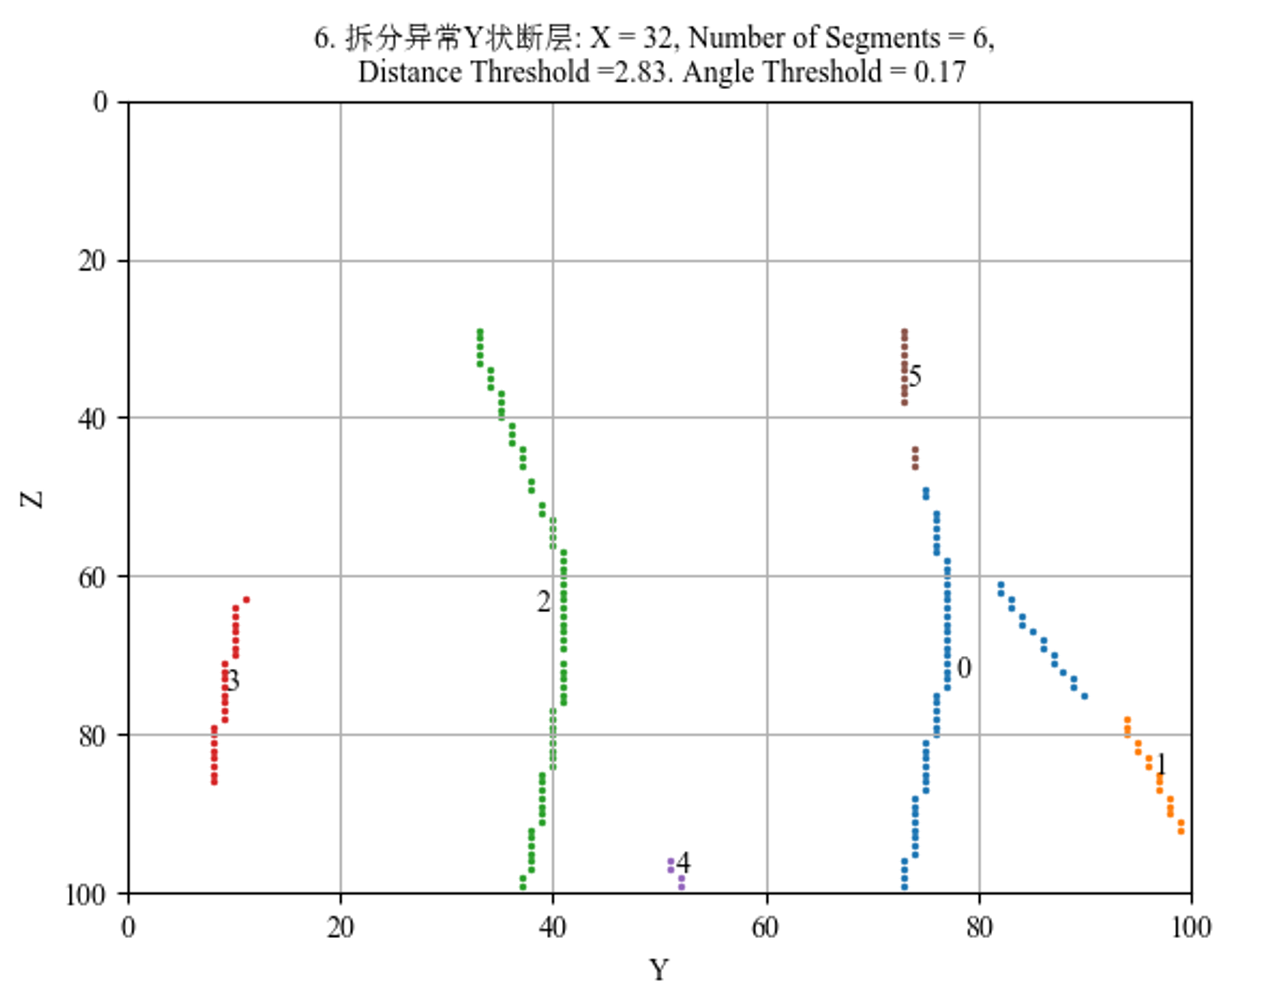 6. 拆分异常Y状断层: X = 32, Number of Segments = 6,
Distance Threshold =2.83. Angle Threshold = 0.17
0
20
40
60
80
100
Z
5
2
0
3
1
4
0 20 40 60 80 100
Y